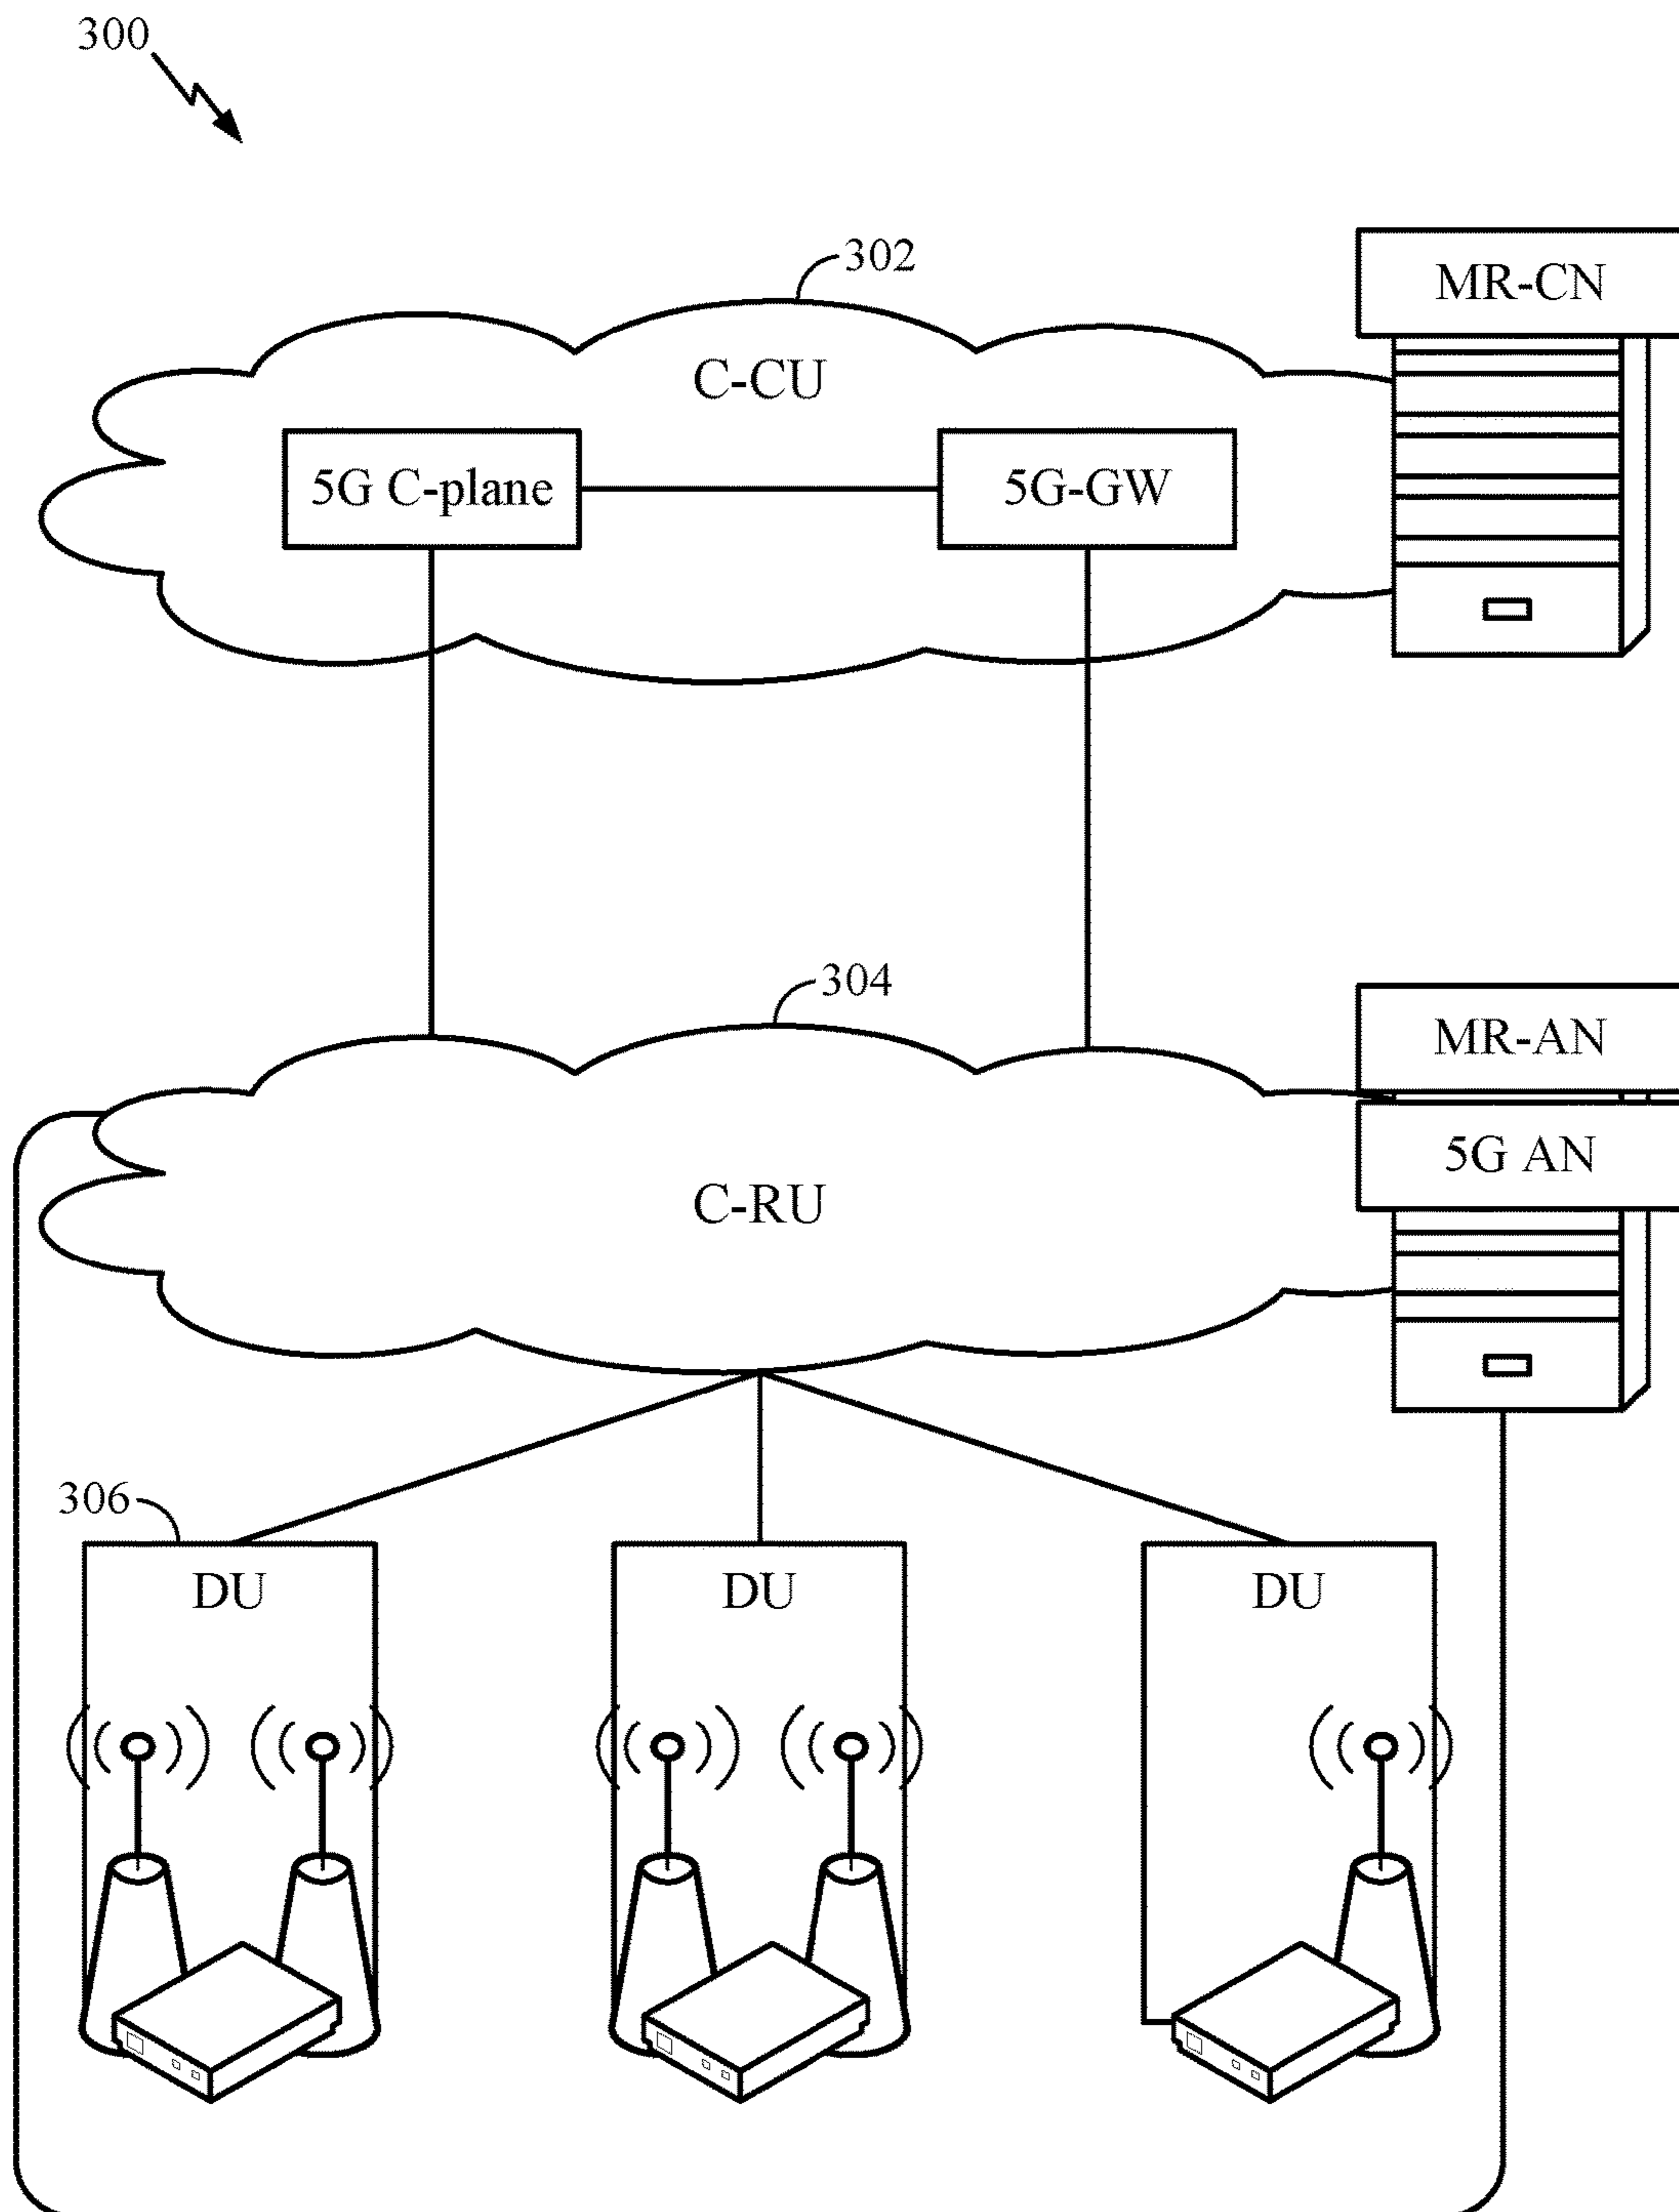 300
302
MR-CN
C-CU
5G C-plane
5G-GW
304
MR-AN
5G AN
C-RU
306
DU
DU
DU